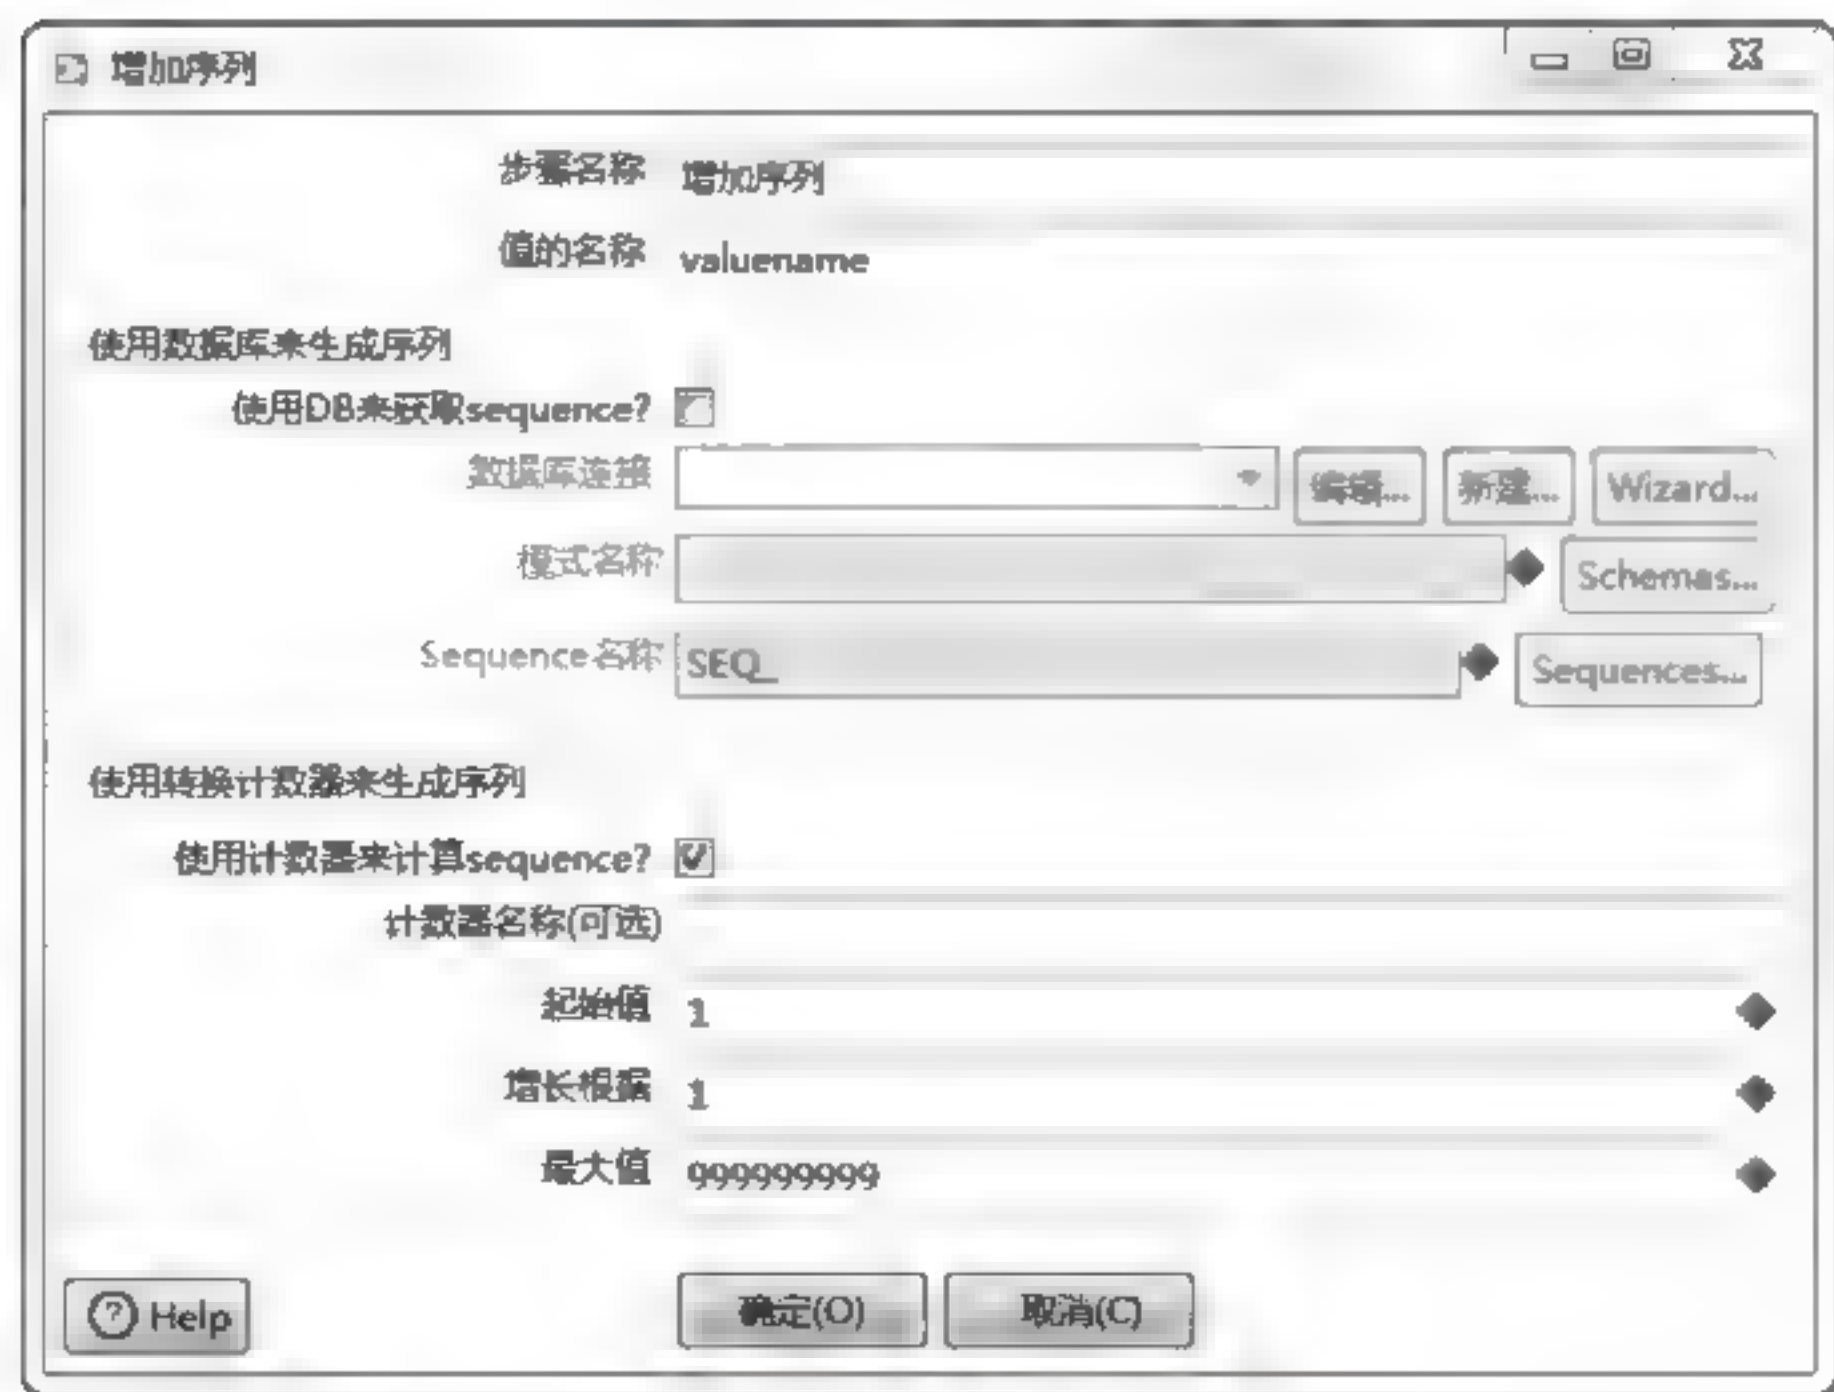 增加序列
步骤名称 增加序列
值的名称 valuename
使用数据库来生成序列
使用DB来获取sequence?
数据库连接 编辑... 新建... Wizard...
模式名称 Schemas...
Sequence名称 SEQ_ Sequences...
使用转换计数器来生成序列
使用计数器来计算sequence?
计数器名称(可选)
起始值 1
增长根据 1
最大值 999999999
Help 确定(O) 取消(C)